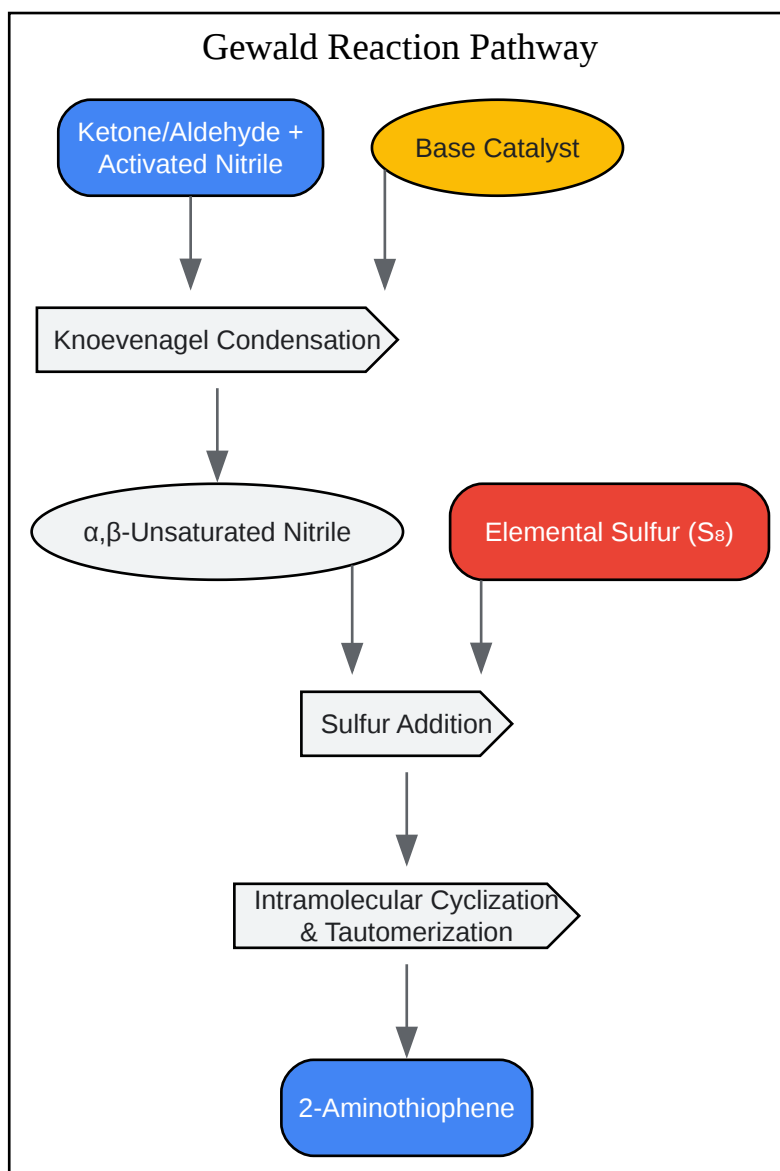 Gewald Reaction Pathway
Ketone/Aldehyde +
Activated Nitrile
Base Catalyst
Knoevenagel Condensation
α,β-Unsaturated Nitrile
Elemental Sulfur (S₈)
Sulfur Addition
Intramolecular Cyclization
& Tautomerization
2-Aminothiophene